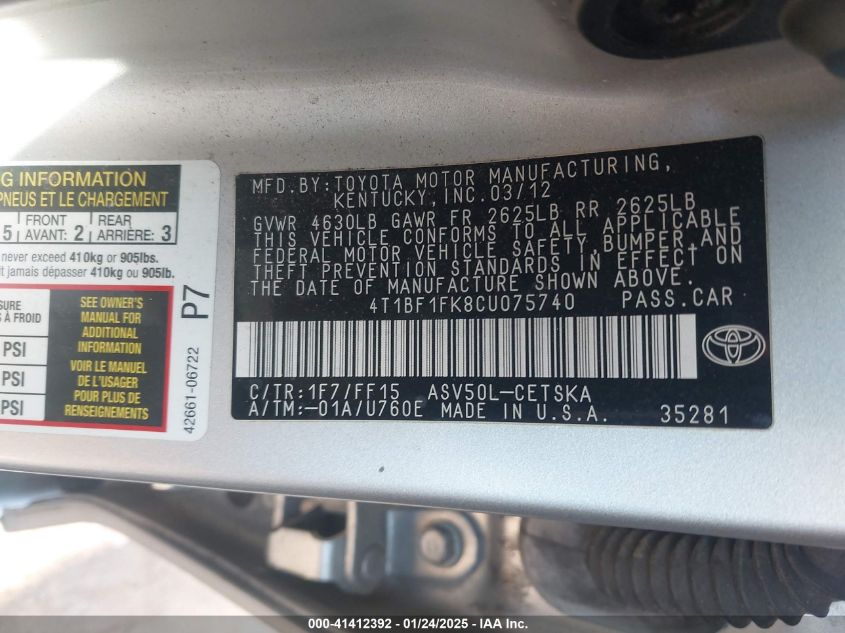 G INFORMATION
PNEUS ET LE CHARGEMENT
5 FRONT AVANT: 2 REAR ARRIÈRE: 3
never exceed 410kg or 905lbs.
t jamais dépasser 410kg ou 905lb.
SURE
S À FROID
PSI
PSI
PSI
SEE OWNER'S
MANUAL FOR
ADDITIONAL
INFORMATION
VOIR LE MANUEL
DE L'USAGER
POUR PLUS DE
RENSEIGNEMENTS
P7
42661-06722
MFD.BY:TOYOTA MOTOR MANUFACTURING,
KENTUCKY,INC.03/12
GVWR 4630LB GAWR FR 2625LB RR 2625LB
THIS VEHICLE CONFORMS TO ALL APPLICABLE
FEDERAL MOTOR VEHICLE SAFETY,BUMPER,AND
THEFT PREVENTION STANDARDS IN EFFECT ON
THE DATE OF MANUFACTURE SHOWN ABOVE.
4T1BF1FK8CU075740 PASS.CAR
C/TR:1F7/FF15 ASV50L-CETSKA
A/TM:-01A/U760E MADE IN U.S.A. 35281
000-41412392 / 01/24/2025 / © IAA Inc.